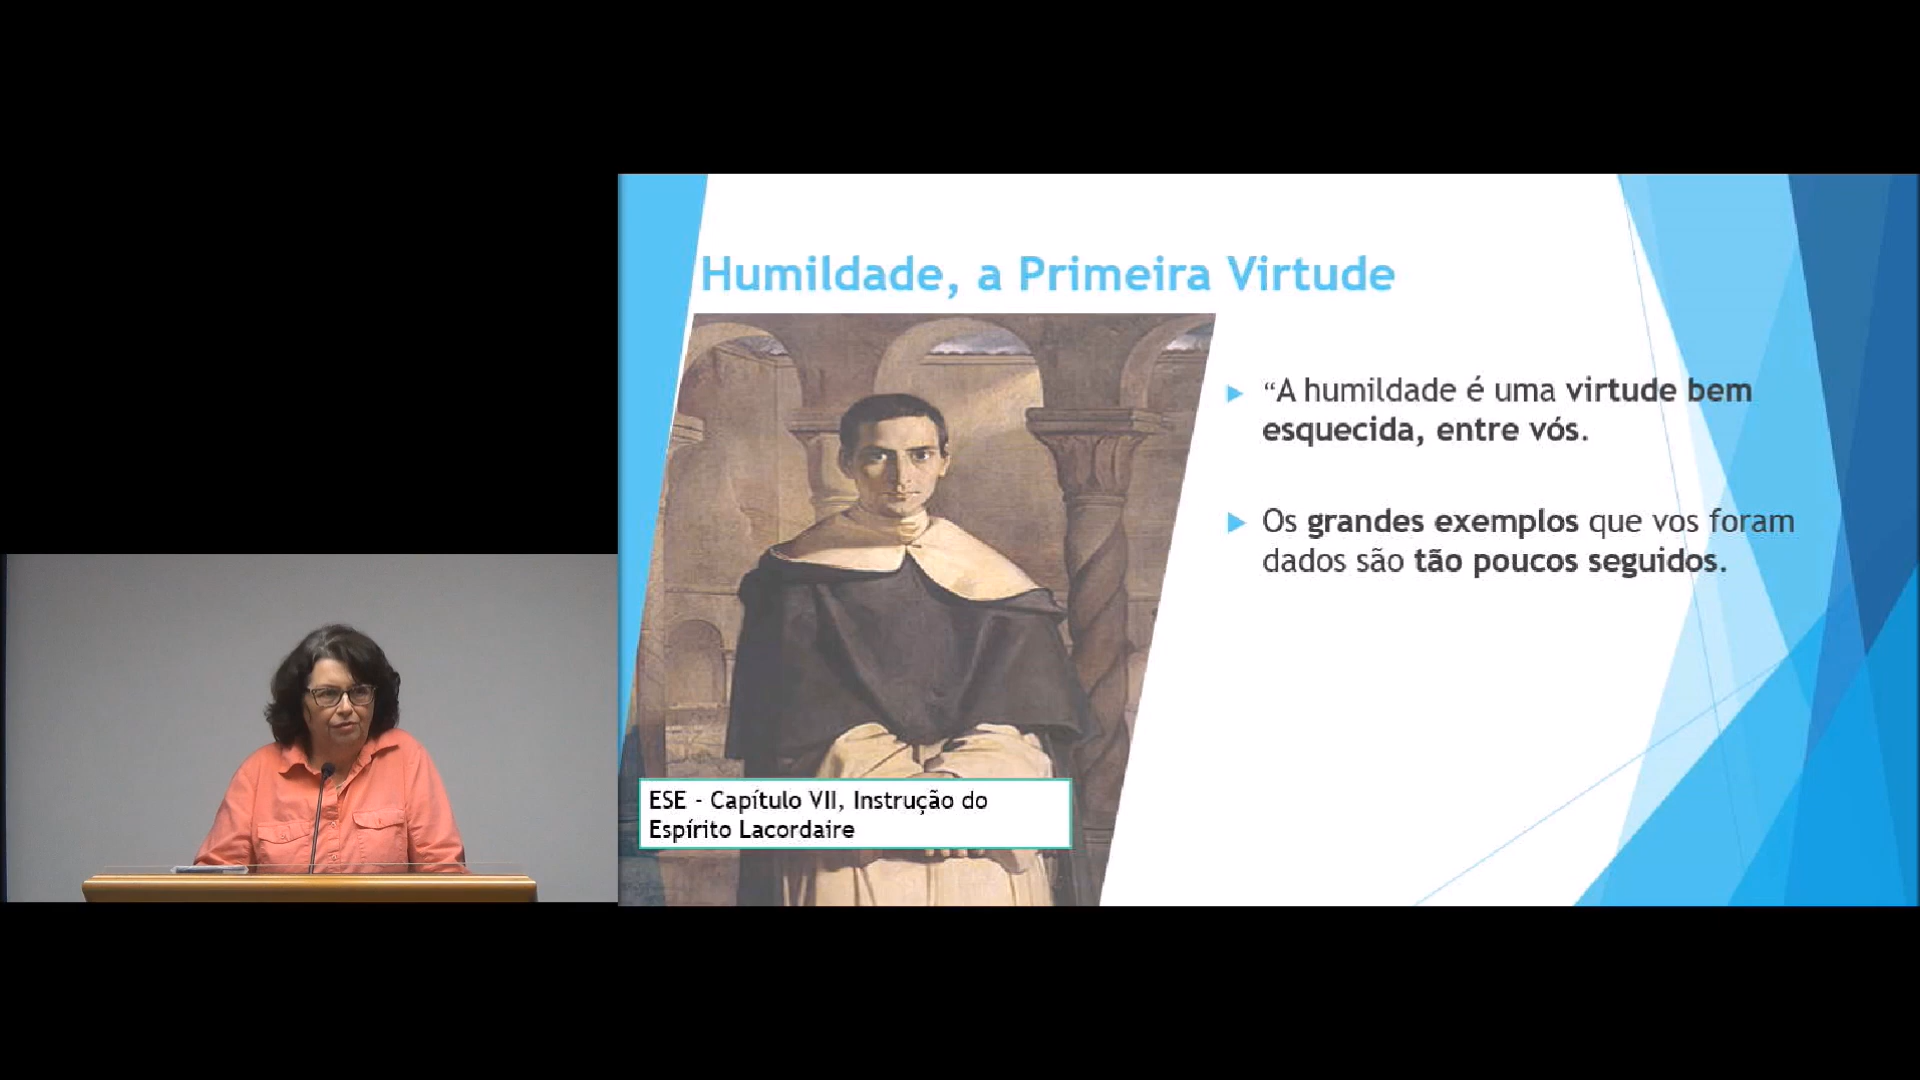 Humildade, a Primeira Virtude
“A humildade é uma virtude bem
esquecida, entre vós.
Os grandes exemplos que vos foram
dados são tão poucos seguidos.
ESE - Capítulo VII, Instrução do
Espírito Lacordaire